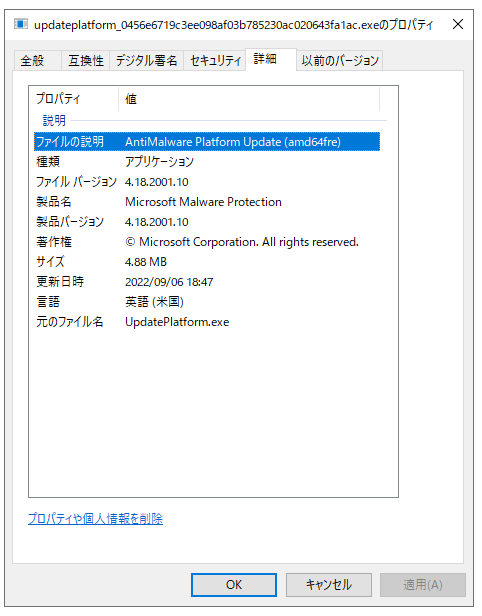 updateplatform_0456e6719c3ee098af03b785230ac020643fa1ac.exeのプロパティ
全般 互換性 デジタル署名 セキュリティ 詳細 以前のバージョン
プロパティ 値
説明
ファイルの説明 AntiMalware Platform Update (amd64fre)
種類 アプリケーション
ファイル バージョン 4.18.2001.10
製品名 Microsoft Malware Protection
製品バージョン 4.18.2001.10
著作権 © Microsoft Corporation. All rights reserved.
サイズ 4.88 MB
更新日時 2022/09/06 18:47
言語 英語 (米国)
元のファイル名 UpdatePlatform.exe
プロパティや個人情報を削除
OK キャンセル 適用(A)